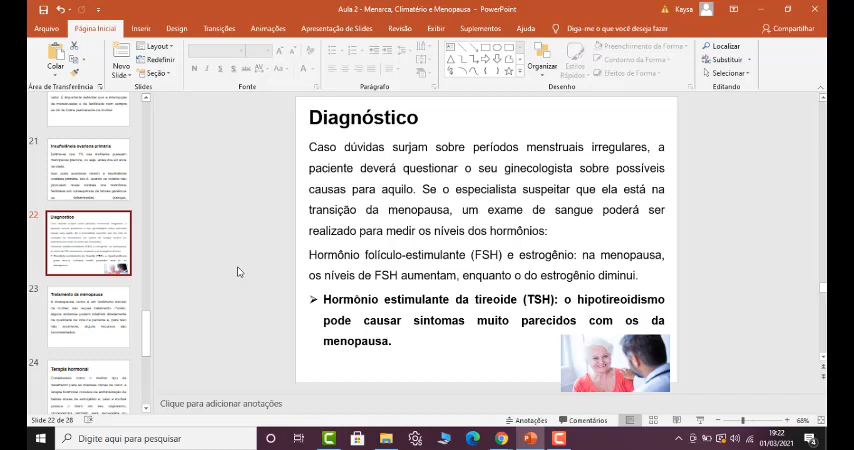 Aula 2 - Menarca, Climatério e Menopausa - PowerPoint
Kaysa
Arquivo Página Inicial Inserir Design Transições Animações Apresentação de Slides Revisão Exibir Suplementos Ajuda Diga-me o que você deseja fazer Compartilhar
Colar
Novo
Slide
Layout
Redefinir
Seção
Organizar
Estilos
Rápidos
Preenchimento da Forma
Contorno da Forma
Efeitos de Forma
Localizar
Substituir
Selecionar
Área de Transferência Slides Fonte Parágrafo Desenho Editando
21
Insuficiência ovariana primária
22
Diagnóstico
23
Tratamento da menopausa
24
Terapia hormonal
Diagnóstico
Caso dúvidas surjam sobre períodos menstruais irregulares, a
paciente deverá questionar o seu ginecologista sobre possíveis
causas para aquilo. Se o especialista suspeitar que ela está na
transição da menopausa, um exame de sangue poderá ser
realizado para medir os níveis dos hormônios:
Hormônio folículo-estimulante (FSH) e estrogênio: na menopausa,
os níveis de FSH aumentam, enquanto o do estrogênio diminui.
➢ Hormônio estimulante da tireoide (TSH): o hipotireoidismo
pode causar sintomas muito parecidos com os da
menopausa.
Clique para adicionar anotações
Slide 22 de 28 Anotações Comentários 68%
Digite aqui para pesquisar
19:22
01/03/2021
4